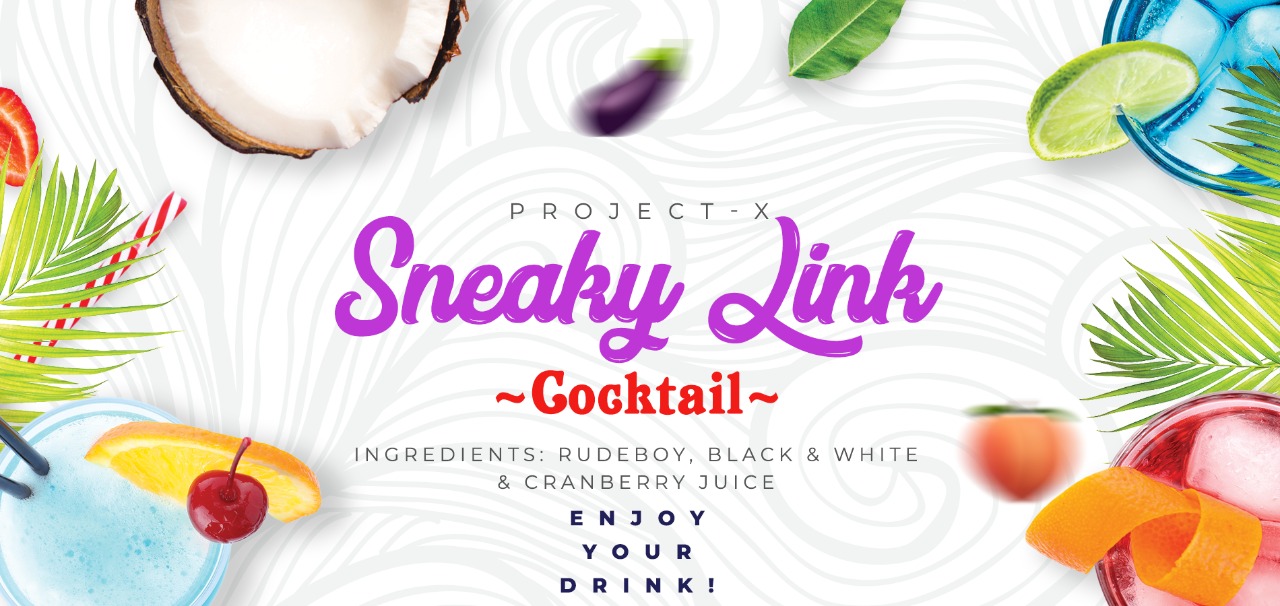 PROJECT-X
Sneaky Link
~Cocktail~
INGREDIENTS: RUDEBOY, BLACK & WHITE
& CRANBERRY JUICE
ENJOY
YOUR
DRINK!